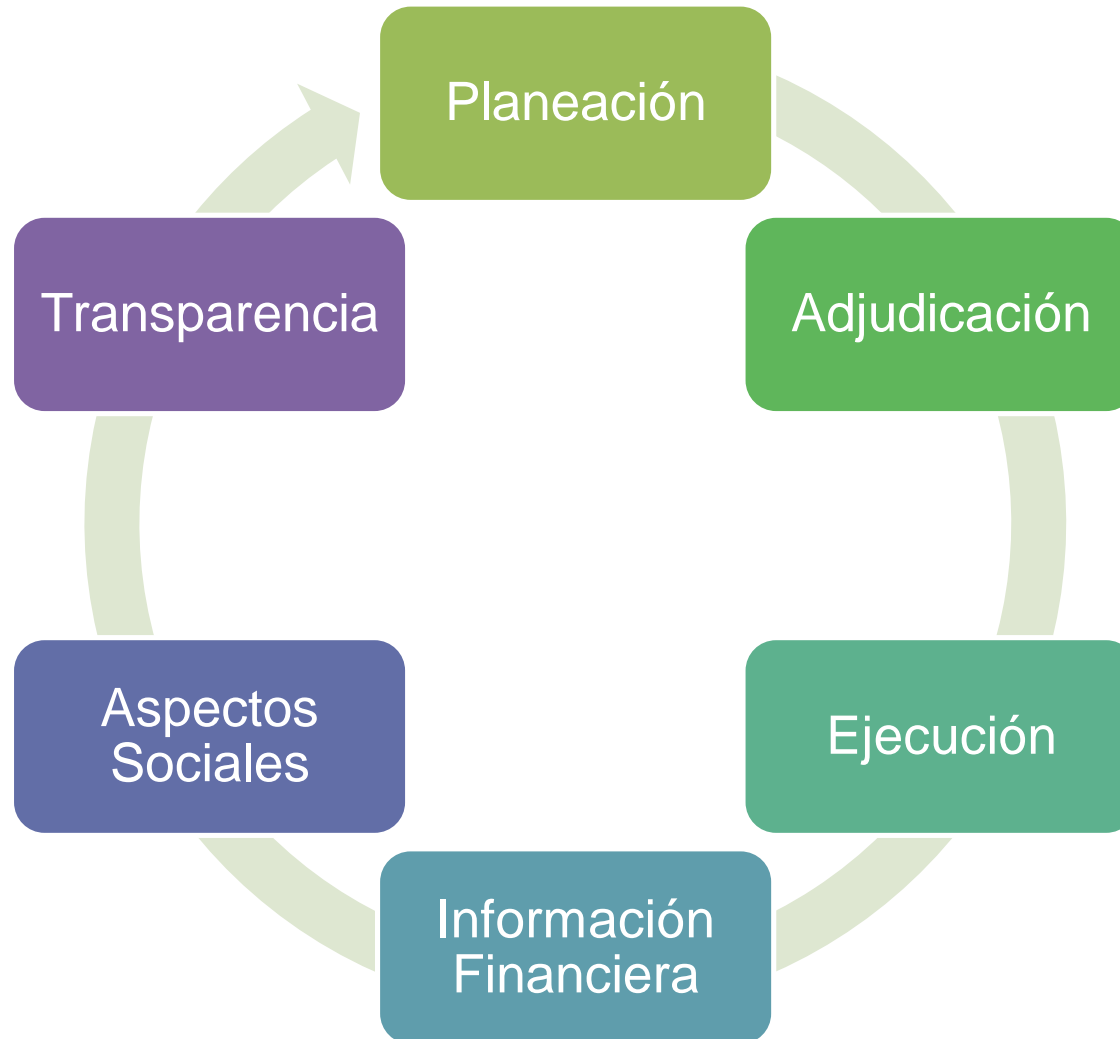 Planeación
Adjudicación
Ejecución
Información
Financiera
Aspectos
Sociales
Transparencia